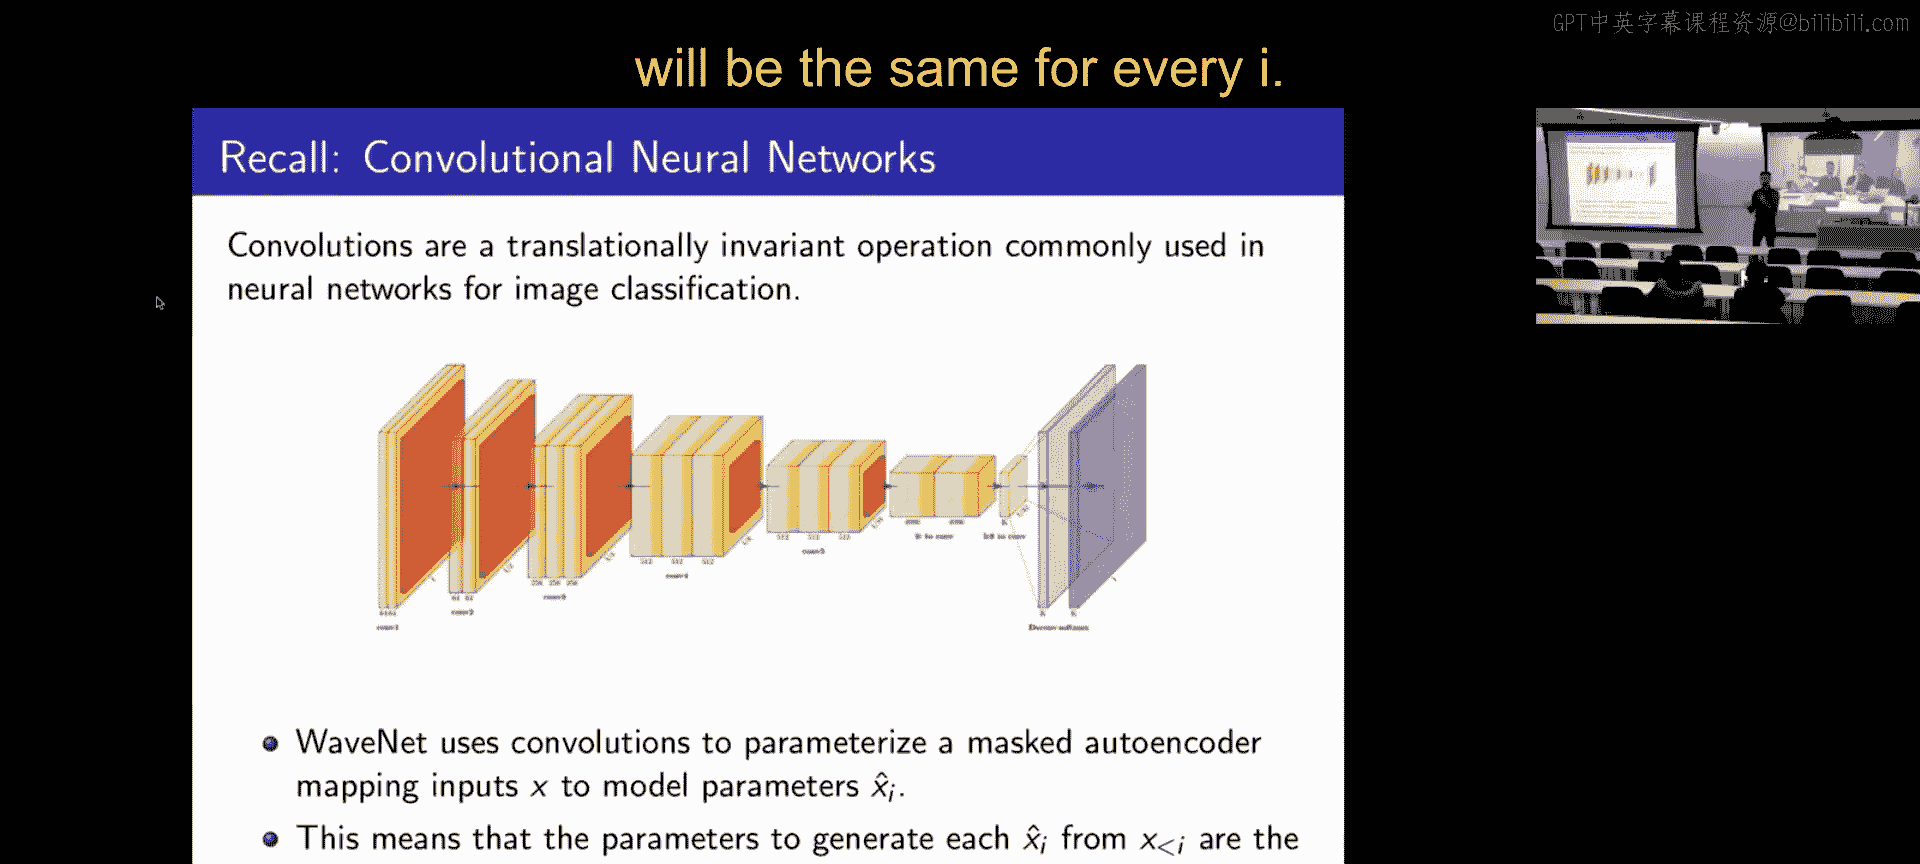 GPT中英字幕课程资源@bilibili.com
will be the same for every i.
Recall: Convolutional Neural Networks
Convolutions are a translationally invariant operation commonly used in
neural networks for image classification.
WaveNet uses convolutions to parameterize a masked autoencoder
mapping inputs x to model parameters x̂ᵢ.
This means that the parameters to generate each x̂ᵢ from x<ᵢ are the